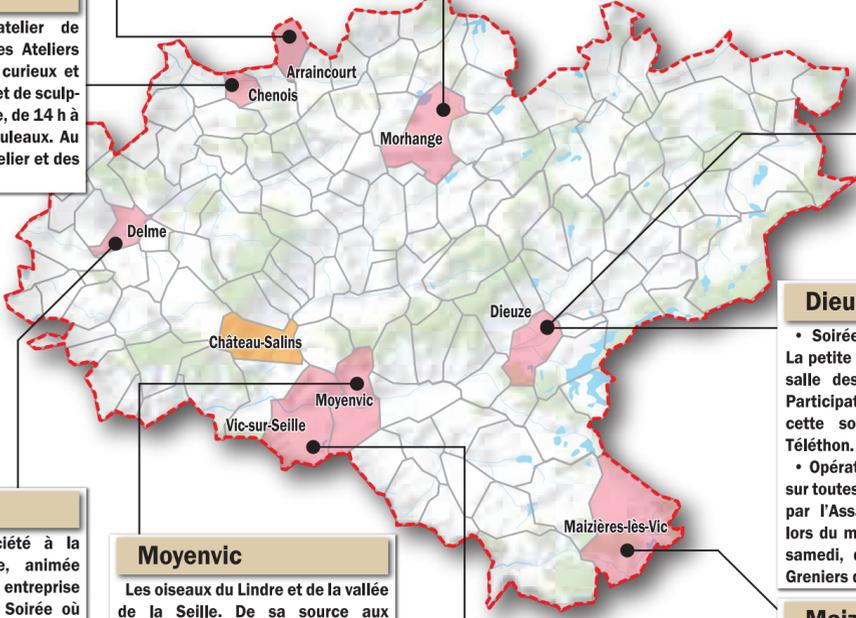 atelier de
es Ateliers
curieux et
et de sculp-
e, de 14 h à
uleaux. Au
elier et des
Arraincourt
Chenois
Morhange
Delme
Dieuze
Château-Salins
Moyenvic
Vic-sur-Seille
Maizières-lès-Vic
ciété à la
e, animée
entreprise
Soirée où
Moyenvic
Les oiseaux du Lindre et de la vallée
de la Seille. De sa source aux
Dieu
• Soirée
La petite
salle des
Participat
cette so
Téléthon.
• Opérat
sur toutes
par l'Ass
lors du m
samedi, d
Greniers d
Maiz